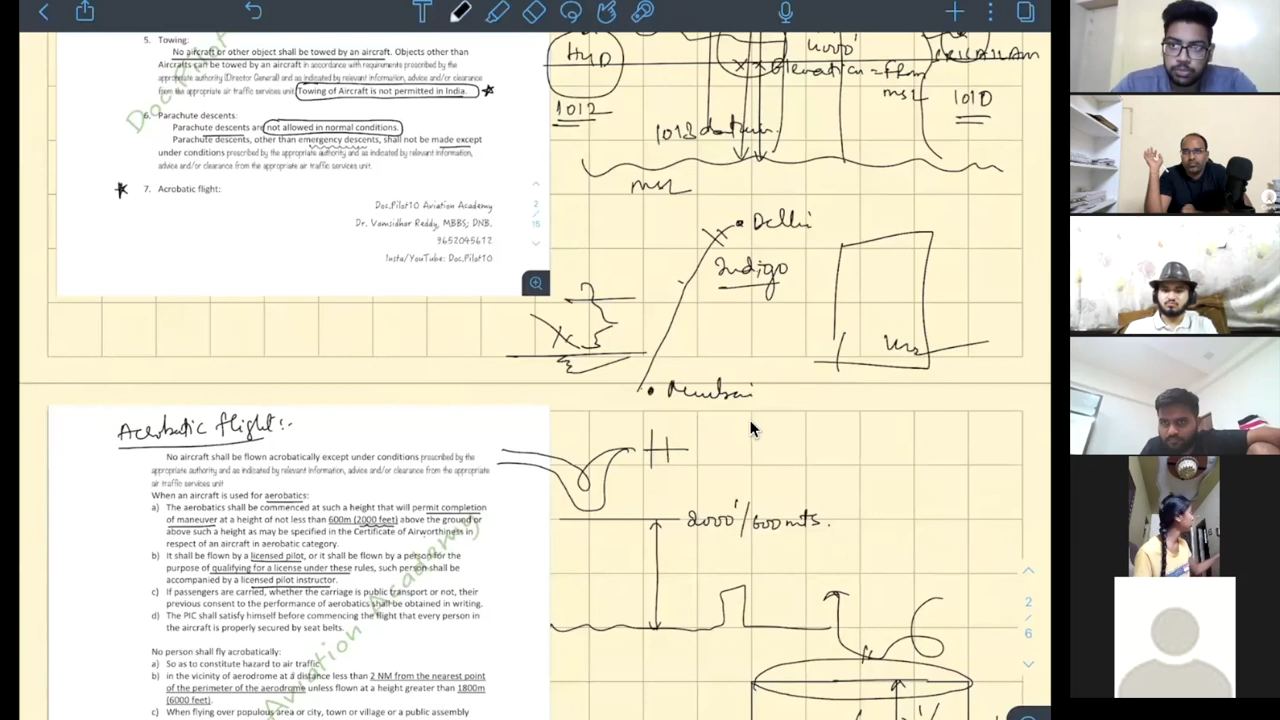 5. Towing:
No aircraft or other object shall be towed by an aircraft. Objects other than
Aircrafts can be towed by an aircraft in accordance with requirements prescribed by the
appropriate authority (Director General) and as indicated by relevant information, advice and/or clearance
from the appropriate air traffic services unit. Towing of Aircraft is not permitted in India.
6. Parachute descents:
Parachute descents are not allowed in normal conditions.
Parachute descents, other than emergency descents, shall not be made except
under conditions prescribed by the appropriate authority and as indicated by relevant information,
advice and/or clearance from the appropriate air traffic services unit.
7. Acrobatic flight:
Doc.Pilot10 Aviation Academy
Dr. Vamsidhar Reddy, MBBS; DNB.
9652045612
Insta/YouTube: Doc.Pilot10
2
/
15
HYD
1012
4000'
Elevation = from
msl
1010
1013 datum.
msl
Delhi
Indigo
Mumbai
Acrobatic flight:-
No aircraft shall be flown acrobatically except under conditions prescribed by the
appropriate authority and as indicated by relevant information, advice and/or clearance from the appropriate
air traffic services unit
When an aircraft is used for aerobatics:
a) The aerobatics shall be commenced at such a height that will permit completion
of maneuver at a height of not less than 600m (2000 feet) above the ground or
above such a height as may be specified in the Certificate of Airworthiness in
respect of an aircraft in aerobatic category.
b) It shall be flown by a licensed pilot, or it shall be flown by a person for the
purpose of qualifying for a license under these rules, such person shall be
accompanied by a licensed pilot instructor.
c) If passengers are carried, whether the carriage is public transport or not, their
previous consent to the performance of aerobatics shall be obtained in writing.
d) The PIC shall satisfy himself before commencing the flight that every person in
the aircraft is properly secured by seat belts.
No person shall fly acrobatically:
a) So as to constitute hazard to air traffic
b) in the vicinity of aerodrome at a distance less than 2 NM from the nearest point
of the perimeter of the aerodrome unless flown at a height greater than 1800m
(6000 feet).
c) When flying over populous area or city, town or village or a public assembly
2000'/600mts.
2
/
6
Doc.Pilot
Aviation Academy